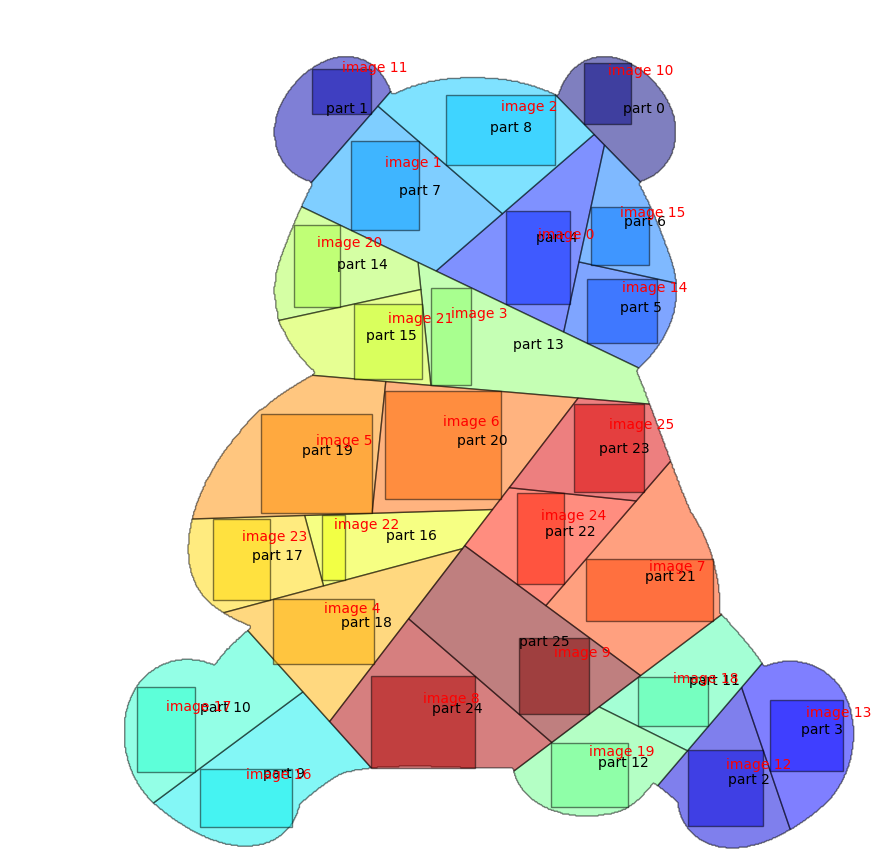 image 11
image 10
part 1
image 2
part 0
part 8
image 1
part 7
image 15
part 6
image 0
part 4
image 20
part 14
image 14
part 5
image 3
image 21
part 15
part 13
image 6
image 25
image 5
part 20
part 23
part 19
image 24
image 22
part 22
part 16
image 23
part 17
image 7
part 21
image 4
part 18
part 25
image 9
image 18
part 11
image 8
image 17
part 10
part 24
image 13
part 3
image 19
part 12
image 12
image 16
part 9
part 2